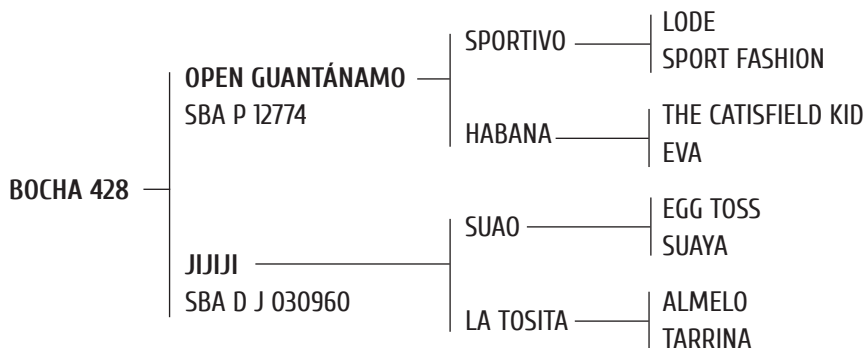 BOCHA 428
OPEN GUANTÁNAMO
SBA P 12774
JIJIJI
SBA D J 030960
SPORTIVO
HABANA
SUAO
LA TOSITA
LODE
SPORT FASHION
THE CATISFIELD KID
EVA
EGG TOSS
SUAYA
ALMELO
TARRINA